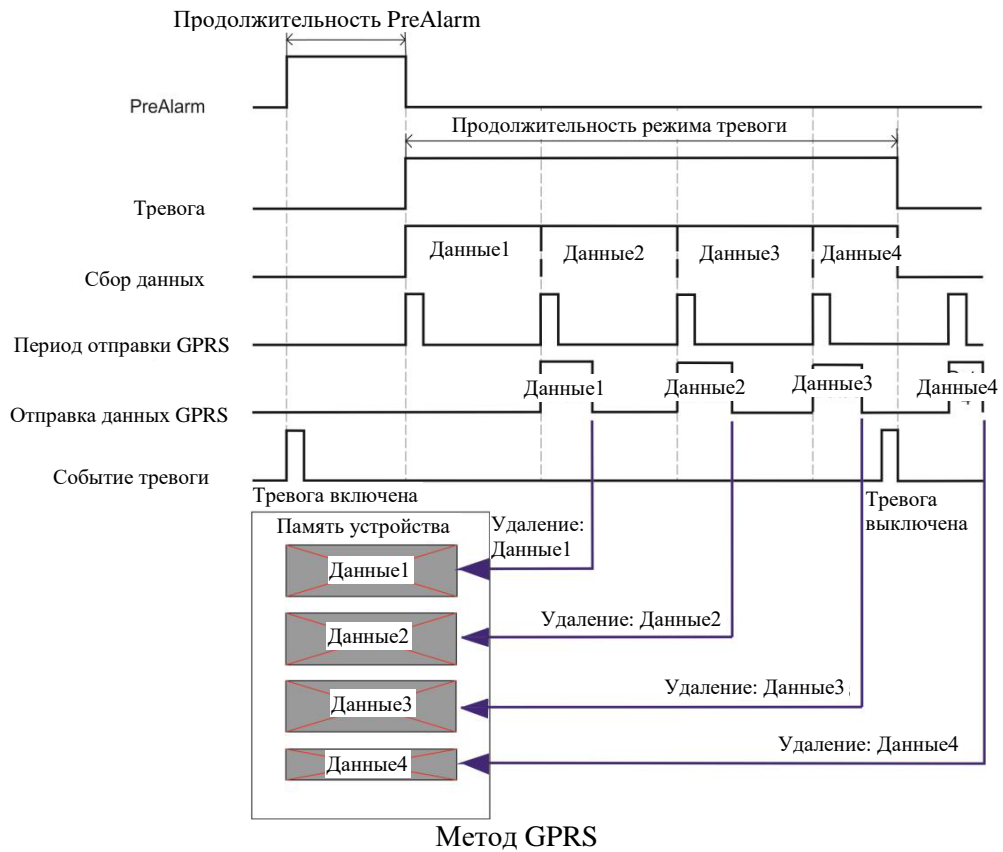 Продолжительность PreAlarm
PreAlarm
Продолжительность режима тревоги
Тревога
Данные1
Данные2
Данные3
Данные4
Сбор данных
Период отправки GPRS
Данные1
Данные2
Данные3
Данные4
Отправка данных GPRS
Событие тревоги
Тревога включена
Тревога
выключена
Память устройства
Удаление:
Данные1
Данные1
Удаление: Данные2
Данные2
Удаление: Данные3
Данные3
Удаление: Данные4
Данные4
Метод GPRS